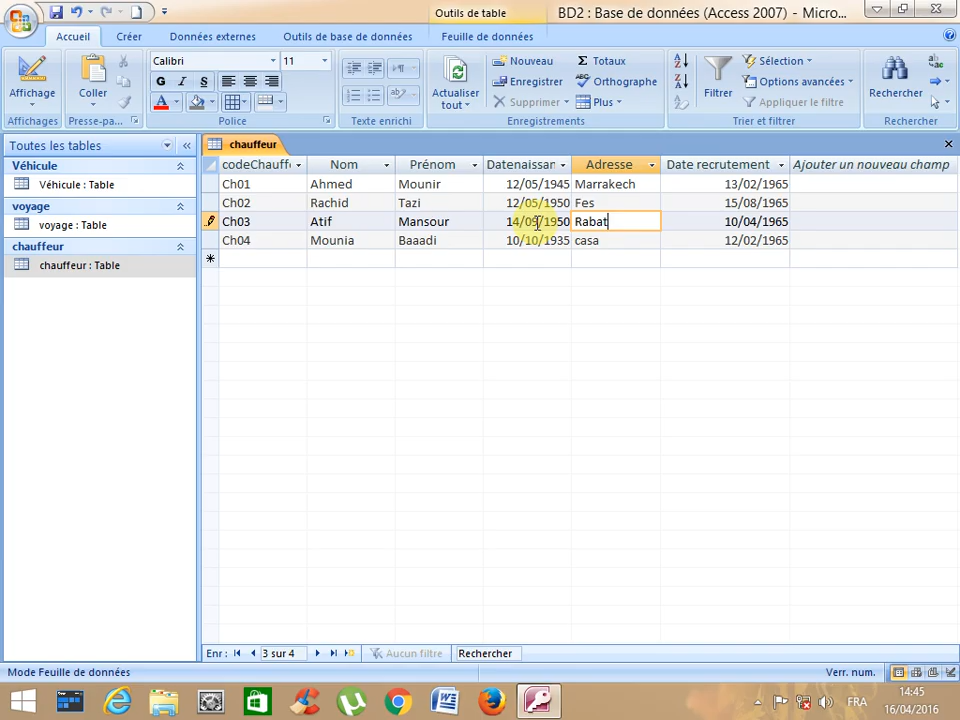 Outils de table
BD2 : Base de données (Access 2007) - Micro...
Accueil
Créer
Données externes
Outils de base de données
Feuille de données
Affichage
Affichages
Coller
Presse-pa...
Calibri
11
G I S
A
Police
Texte enrichi
Actualiser
tout
Nouveau
Enregistrer
Supprimer
Σ Totaux
Orthographe
Plus
Enregistrements
Filtrer
Sélection
Options avancées
Appliquer le filtre
Trier et filtrer
Rechercher
Rechercher
Toutes les tables
Véhicule
Véhicule : Table
voyage
voyage : Table
chauffeur
chauffeur : Table
chauffeur
codeChauffe Nom Prénom Datenaissan Adresse Date recrutement Ajouter un nouveau champ
Ch01 Ahmed Mounir 12/05/1945 Marrakech 13/02/1965
Ch02 Rachid Tazi 12/05/1950 Fes 15/08/1965
Ch03 Atif Mansour 14/09/1950 Rabat 10/04/1965
Ch04 Mounia Baaadi 10/10/1935 casa 12/02/1965
Enr : 3 sur 4 Aucun filtre Rechercher
Mode Feuille de données
Verr. num.
FRA
14:45
16/04/2016